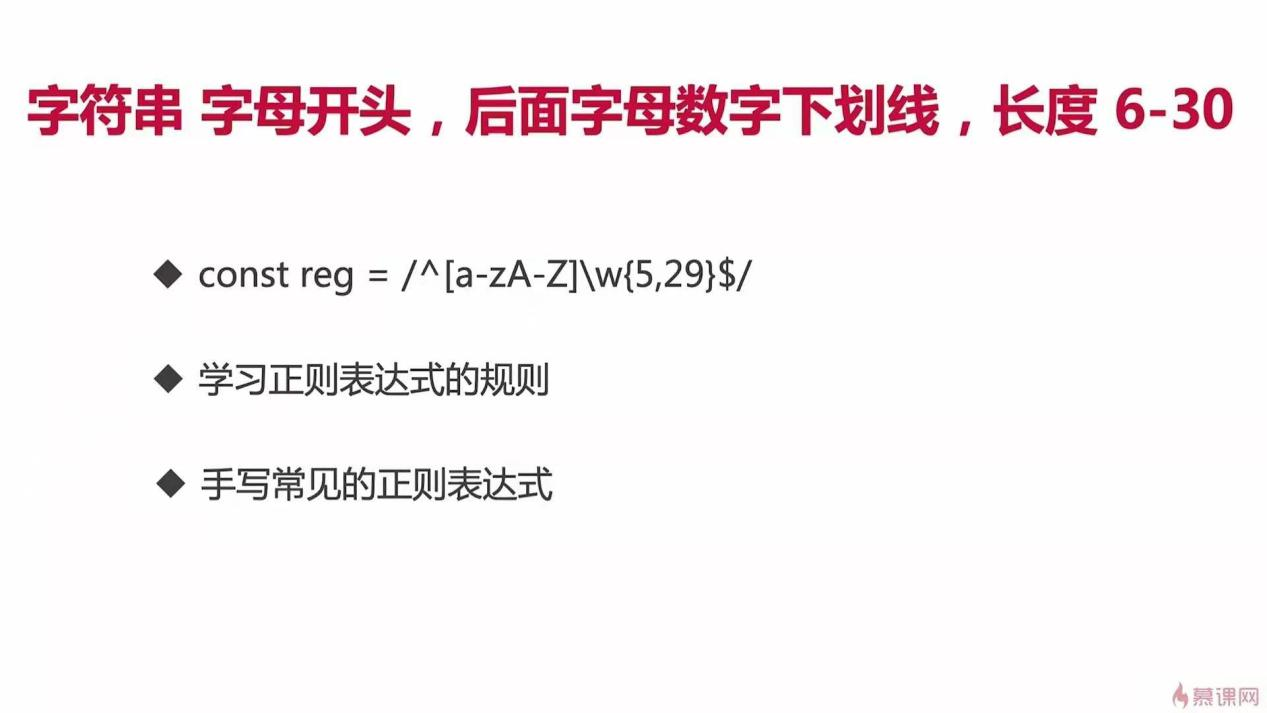 字符串 字母开头，后面字母数字下划线，长度 6-30
◆ const reg = /^[a-zA-Z]\w{5,29}$/
◆ 学习正则表达式的规则
◆ 手写常见的正则表达式
慕课网